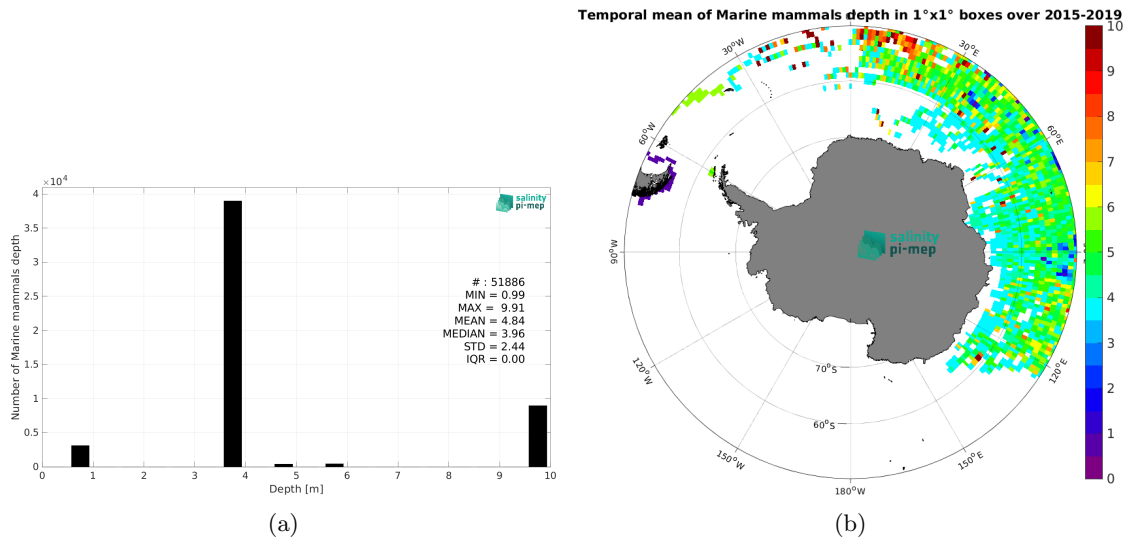 Temporal mean of Marine mammals depth in 1°x1° boxes over 2015-2019
×10⁴
4
3.5
3
2.5
2
1.5
1
0.5
0
Number of Marine mammals depth
salinity
pi-mep
# : 51886
MIN = 0.99
MAX = 9.91
MEAN = 4.84
MEDIAN = 3.96
STD = 2.44
IQR = 0.00
0 1 2 3 4 5 6 7 8 9 10
Depth [m]
(a)
30°W
30°E
60°W
60°E
90°W
120°W
120°E
150°W
150°E
180°W
70°S
60°S
salinity
pi-mep
10
9
8
7
6
5
4
3
2
1
0
(b)